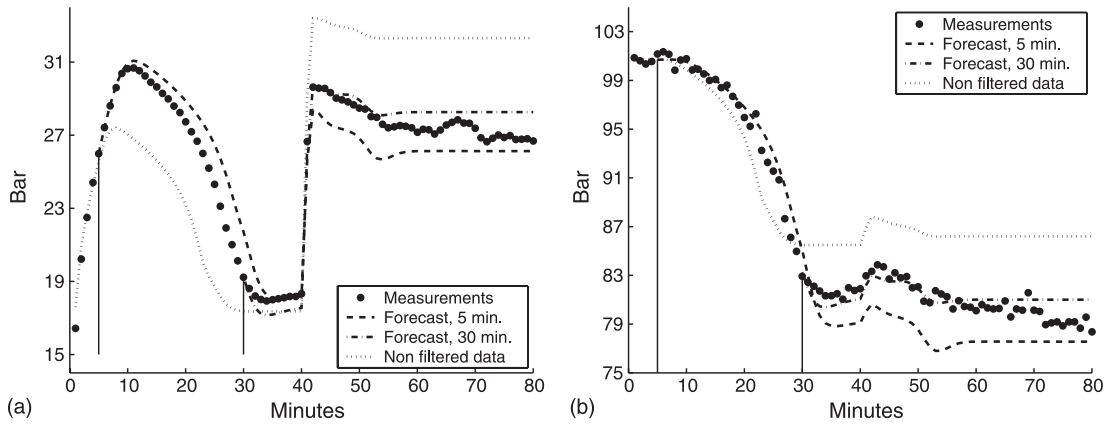 31
27
23
19
15
Bar
0 10 20 30 40 50 60 70 80
Minutes
Measurements
Forecast, 5 min.
Forecast, 30 min.
Non filtered data
(a)
103
99
95
91
87
83
79
75
Bar
0 10 20 30 40 50 60 70 80
Minutes
Measurements
Forecast, 5 min.
Forecast, 30 min.
Non filtered data
(b)